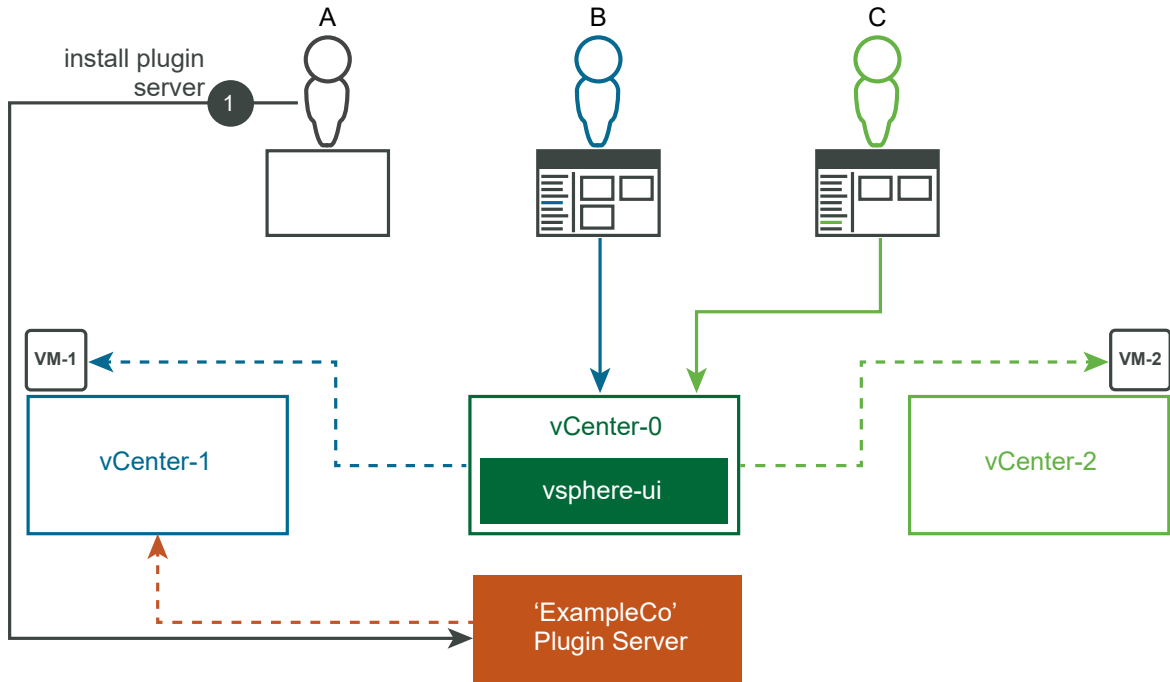 A
B
C
install plugin
server
1
VM-1
VM-2
vCenter-0
vCenter-1
vsphere-ui
vCenter-2
‘ExampleCo’
Plugin Server